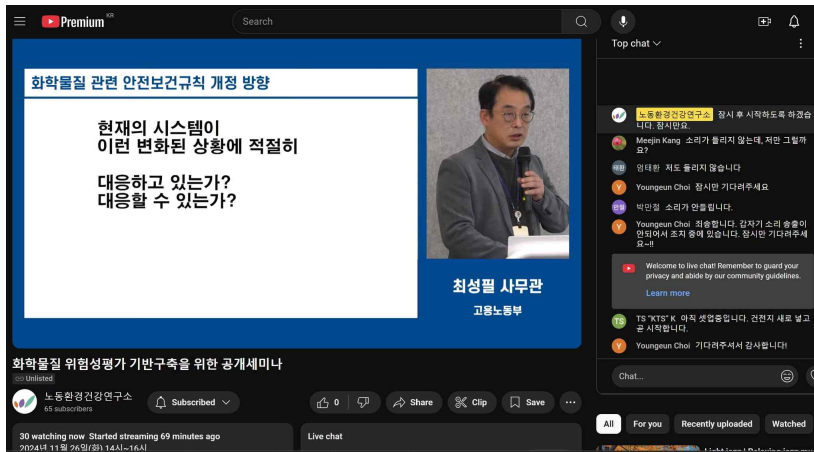 Premium KR
Search
화학물질 관련 안전보건규칙 개정 방향
현재의 시스템이
이런 변화된 상황에 적절히
대응하고 있는가?
대응할 수 있는가?
최성필 사무관
고용노동부
화학물질 위험성평가 기반구축을 위한 공개세미나
Unlisted
노동환경건강연구소
65 subscribers
Subscribed
0
Share
Clip
Save
30 watching now Started streaming 69 minutes ago
2024년 11월 26일(화) 14시~16시
Live chat
Top chat
노동환경건강연구소 잠시 후 시작하도록 하겠습
니다. 잠시만요.
Meejin Kang 소리가 들리지 않는데, 저만 그럴까
요?
태환
엄태환 저도 들리지 않습니다
Y
Youngeun Choi 잠시만 기다려주세요
박만철 소리가 안들립니다.
Y
Youngeun Choi 죄송합니다. 갑자기 소리 송출이
안되어서 조치 중에 있습니다. 잠시만 기다려주세
요~!!
Welcome to live chat! Remember to guard your
privacy and abide by our community guidelines.
Learn more
TS
TS "KTS" K 아직 셋업중입니다. 건전지 새로 넣고
곧 시작합니다.
Y
Youngeun Choi 기다려주셔서 감사합니다!
Chat...
All
For you
Recently uploaded
Watched